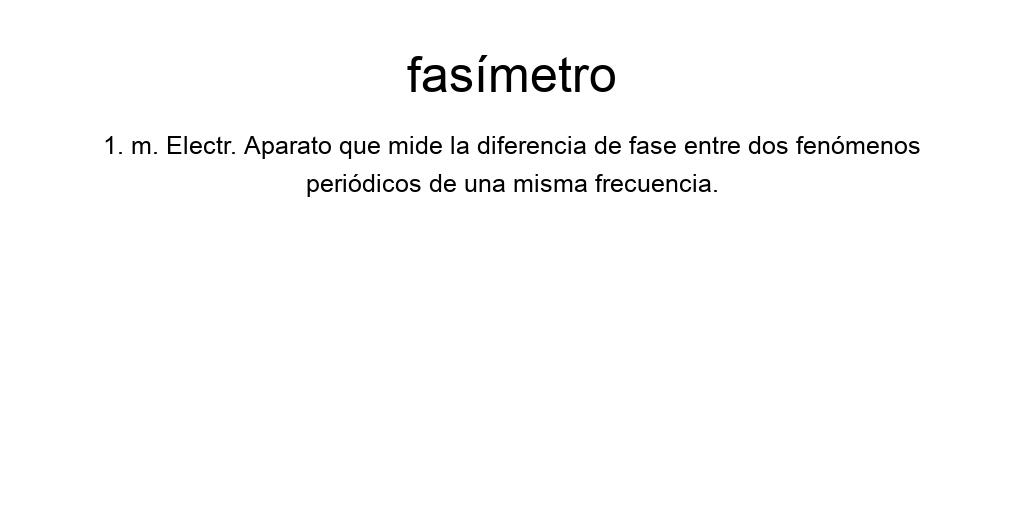 fasímetro
1. m. Electr. Aparato que mide la diferencia de fase entre dos fenómenos
periódicos de una misma frecuencia.